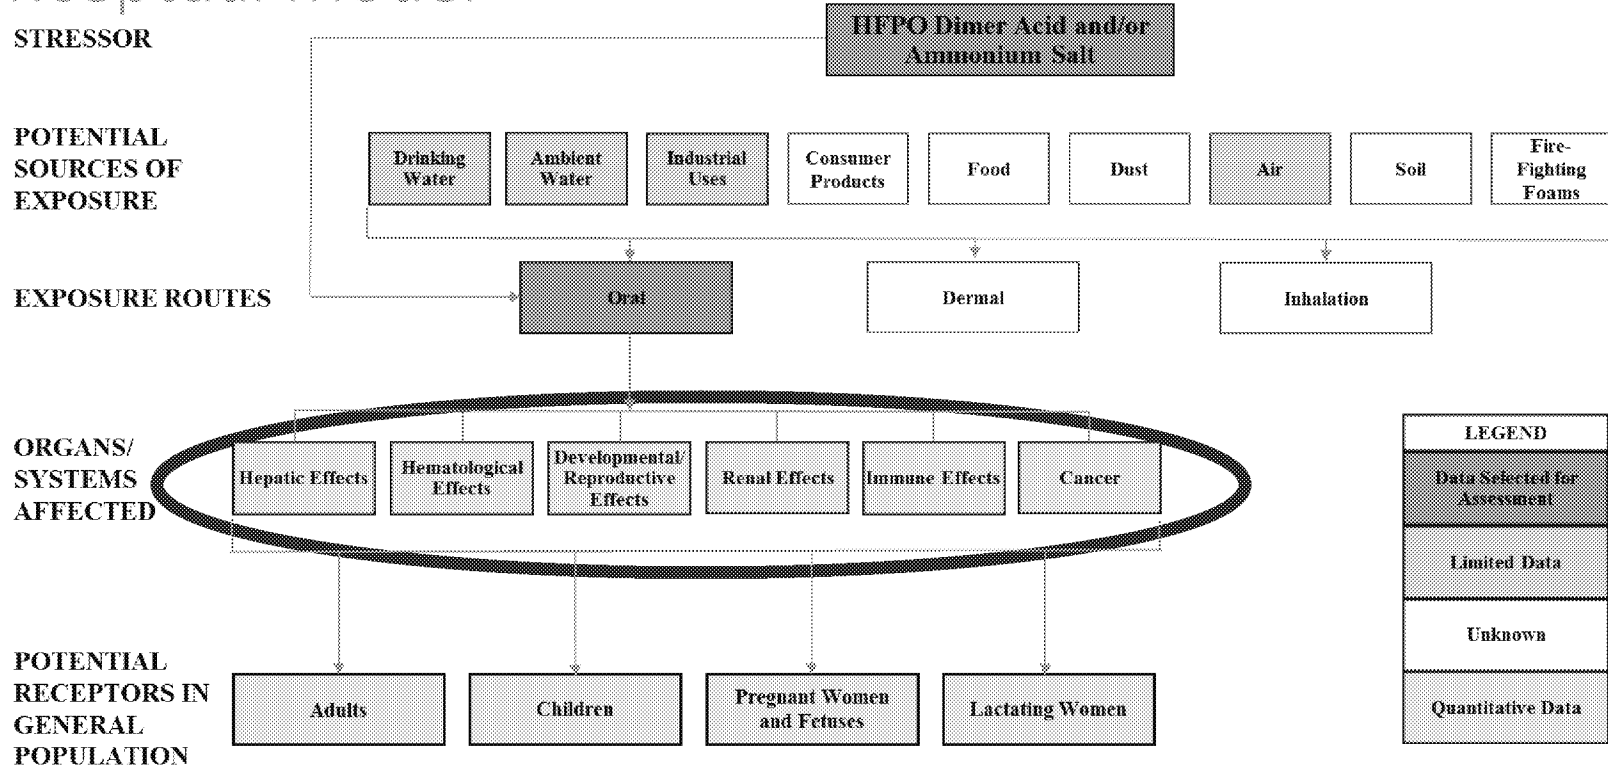 STRESSOR
HFPO Dimer Acid and/or
Ammonium Salt
POTENTIAL
SOURCES OF
EXPOSURE
Drinking
Water
Ambient
Water
Industrial
Uses
Consumer
Products
Food
Dust
Air
Soil
Fire-
Fighting
Foams
EXPOSURE ROUTES
Oral
Dermal
Inhalation
ORGANS/
SYSTEMS
AFFECTED
Hepatic Effects
Hematological
Effects
Developmental/
Reproductive
Effects
Renal Effects
Immune Effects
Cancer
LEGEND
Data Selected for
Assessment
Limited Data
Unknown
Quantitative Data
POTENTIAL
RECEPTORS IN
GENERAL
POPULATION
Adults
Children
Pregnant Women
and Fetuses
Lactating Women